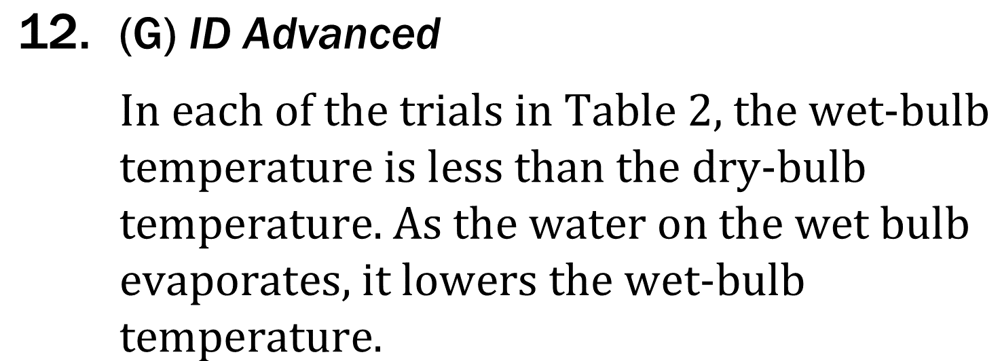 12. (G) ID Advanced
In each of the trials in Table 2, the wet-bulb
temperature is less than the dry-bulb
temperature. As the water on the wet bulb
evaporates, it lowers the wet-bulb
temperature.